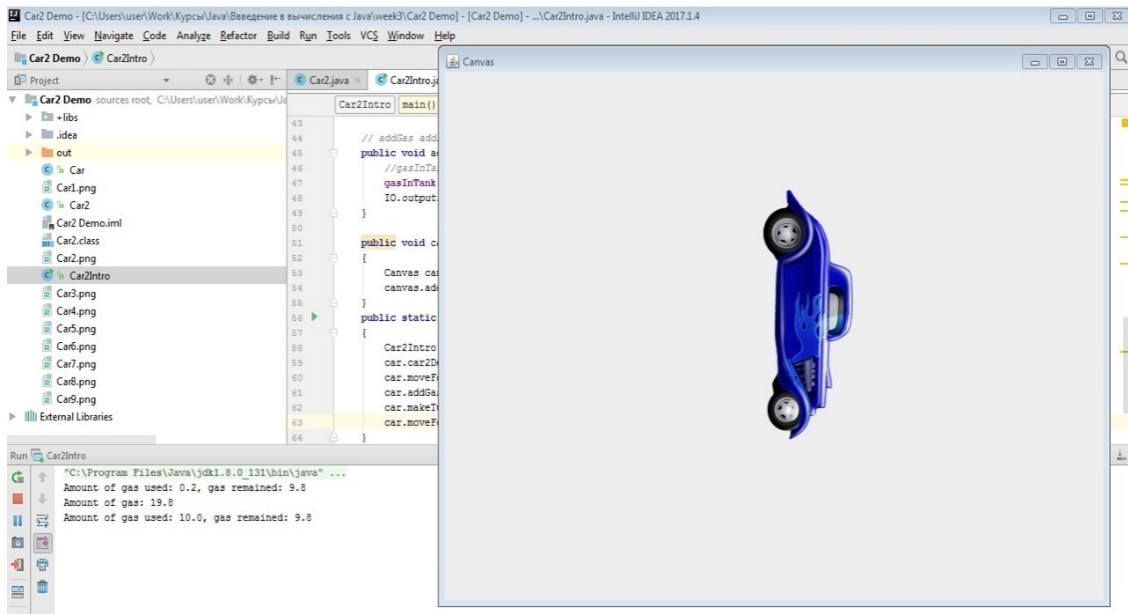 Car2 Demo - [C:\Users\user\Work\Курсы\Java\Введение в вычисления с Java\week3\Car2 Demo] - [Car2 Demo] - ...\Car2Intro.java - IntelliJ IDEA 2017.1.4
File Edit View Navigate Code Analyze Refactor Build Run Tools VCS Window Help
Car2 Demo Car2Intro
Project
Car2 Demo sources root, C:\Users\user\Work\Курсы\Ja
+libs
.idea
out
Car
Car1.png
Car2
Car2 Demo.iml
Car2.class
Car2.png
Car2Intro
Car3.png
Car4.png
Car5.png
Car6.png
Car7.png
Car8.png
Car9.png
External Libraries
Car2.java Car2Intro.ja
Car2Intro main()
43
44 // addGas add
45 public void a
46 //gasInTa
47 gasInTank
48 IO.output
49 }
50
51 public void ca
52 {
53 Canvas can
54 canvas.add
55 }
56 public static
57 {
58 Car2Intro
59 car.car2D
60 car.moveF
61 car.addGa
62 car.makeT
63 car.moveF
64 }
Canvas
Run Car2Intro
"C:\Program Files\Java\jdk1.8.0_131\bin\java" ...
Amount of gas used: 0.2, gas remained: 9.8
Amount of gas: 19.8
Amount of gas used: 10.0, gas remained: 9.8